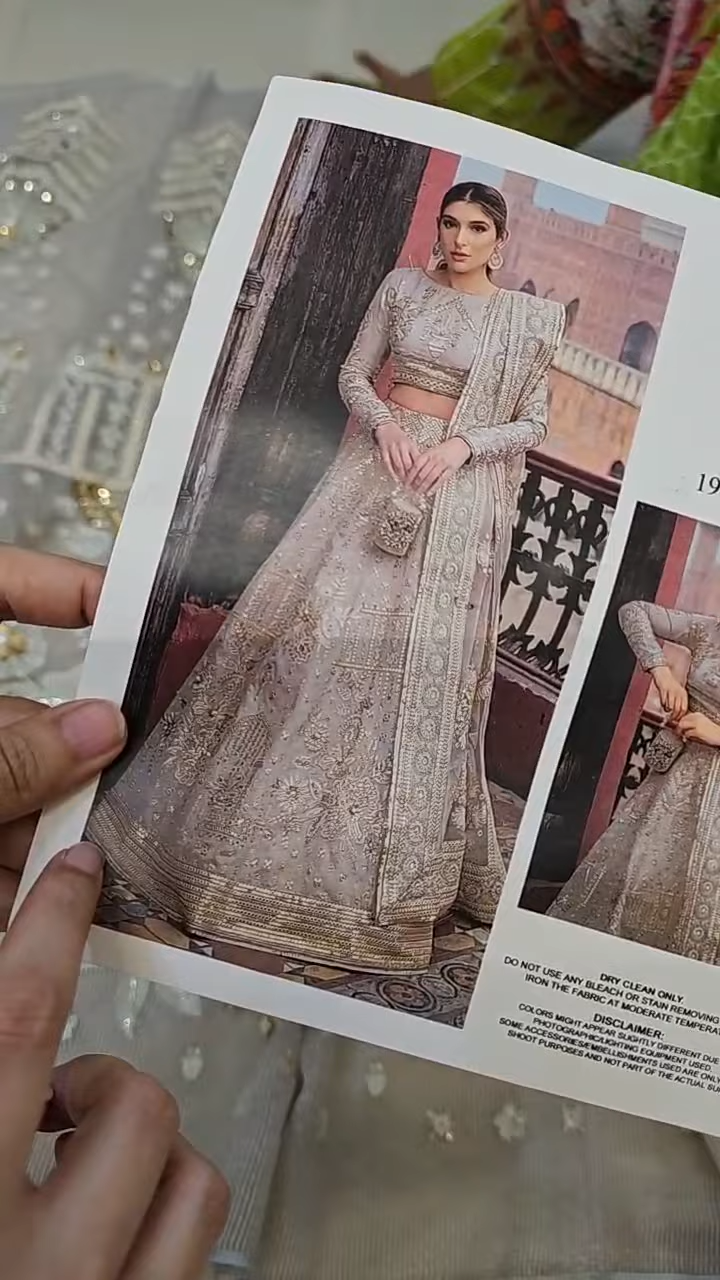 19
DRY CLEAN ONLY.
DO NOT USE ANY BLEACH OR STAIN REMOVING
IRON THE FABRIC AT MODERATE
DISCLAIMER:
COLORS MIGHT APPEAR SLIGHTLY DIFFERENT DUE
PHOTOGRAPHIC/LIGHTING EQUIPMENT USED.
SOME ACCESSORIES/EMBELLISHMENTS USED ARE ONLY
SHOOT PURPOSES AND NOT PART OF THE ACTUAL